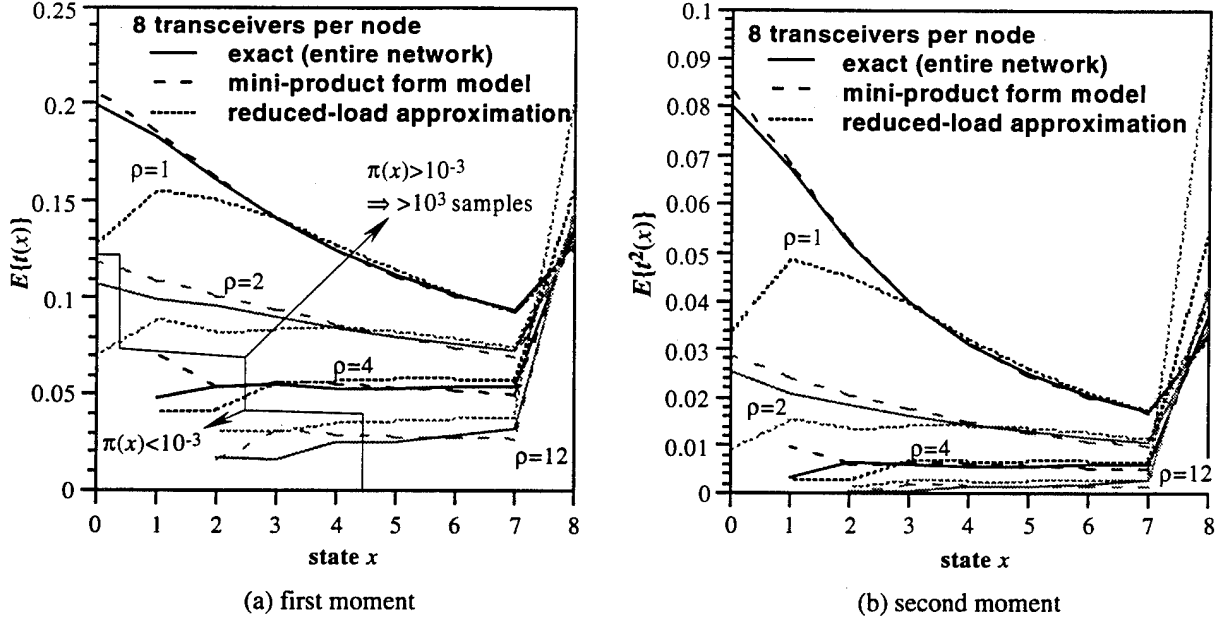 8 transceivers per node
exact (entire network)
mini-product form model
reduced-load approximation
0.25
0.2
0.15
0.1
0.05
0
E{t(x)}
ρ=1
π(x)>10-3
⇒ >10³ samples
ρ=2
ρ=4
π(x)<10-3
ρ=12
0 1 2 3 4 5 6 7 8
state x
(a) first moment
8 transceivers per node
exact (entire network)
mini-product form model
reduced-load approximation
0.1
0.09
0.08
0.07
0.06
0.05
0.04
0.03
0.02
0.01
0
E{t²(x)}
ρ=1
ρ=2
ρ=4
ρ=12
0 1 2 3 4 5 6 7 8
state x
(b) second moment